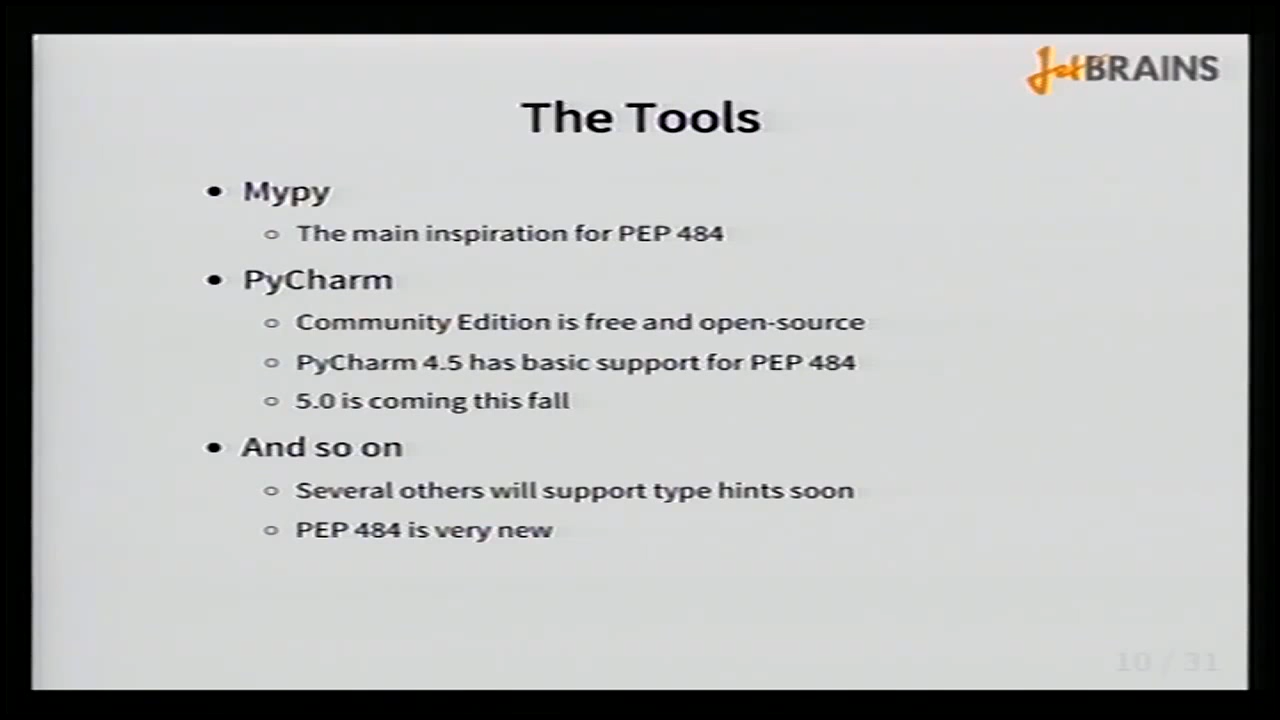 JetBRAINS
The Tools
• Mypy
○ The main inspiration for PEP 484
• PyCharm
○ Community Edition is free and open-source
○ PyCharm 4.5 has basic support for PEP 484
○ 5.0 is coming this fall
• And so on
○ Several others will support type hints soon
○ PEP 484 is very new
10 / 31